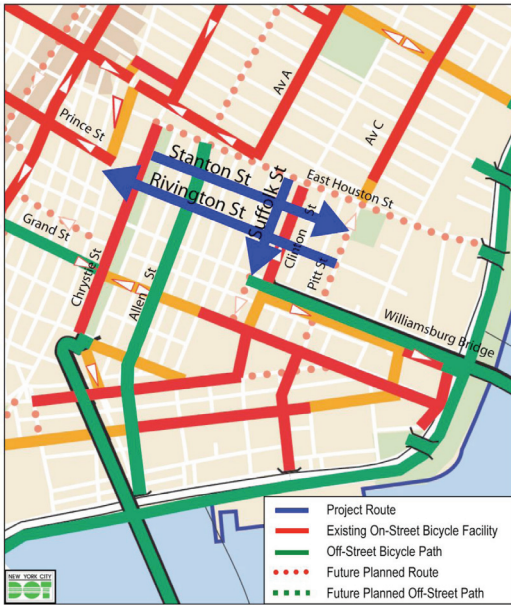 Av A
Av C
Prince St
Stanton St
Rivington St
Suffolk St
East Houston St
Clinton St
Pitt St
Grand St
Chrystie St
Allen St
Williamsburg Bridge
Project Route
Existing On-Street Bicycle Facility
Off-Street Bicycle Path
Future Planned Route
Future Planned Off-Street Path
NEW YORK CITY
DOT